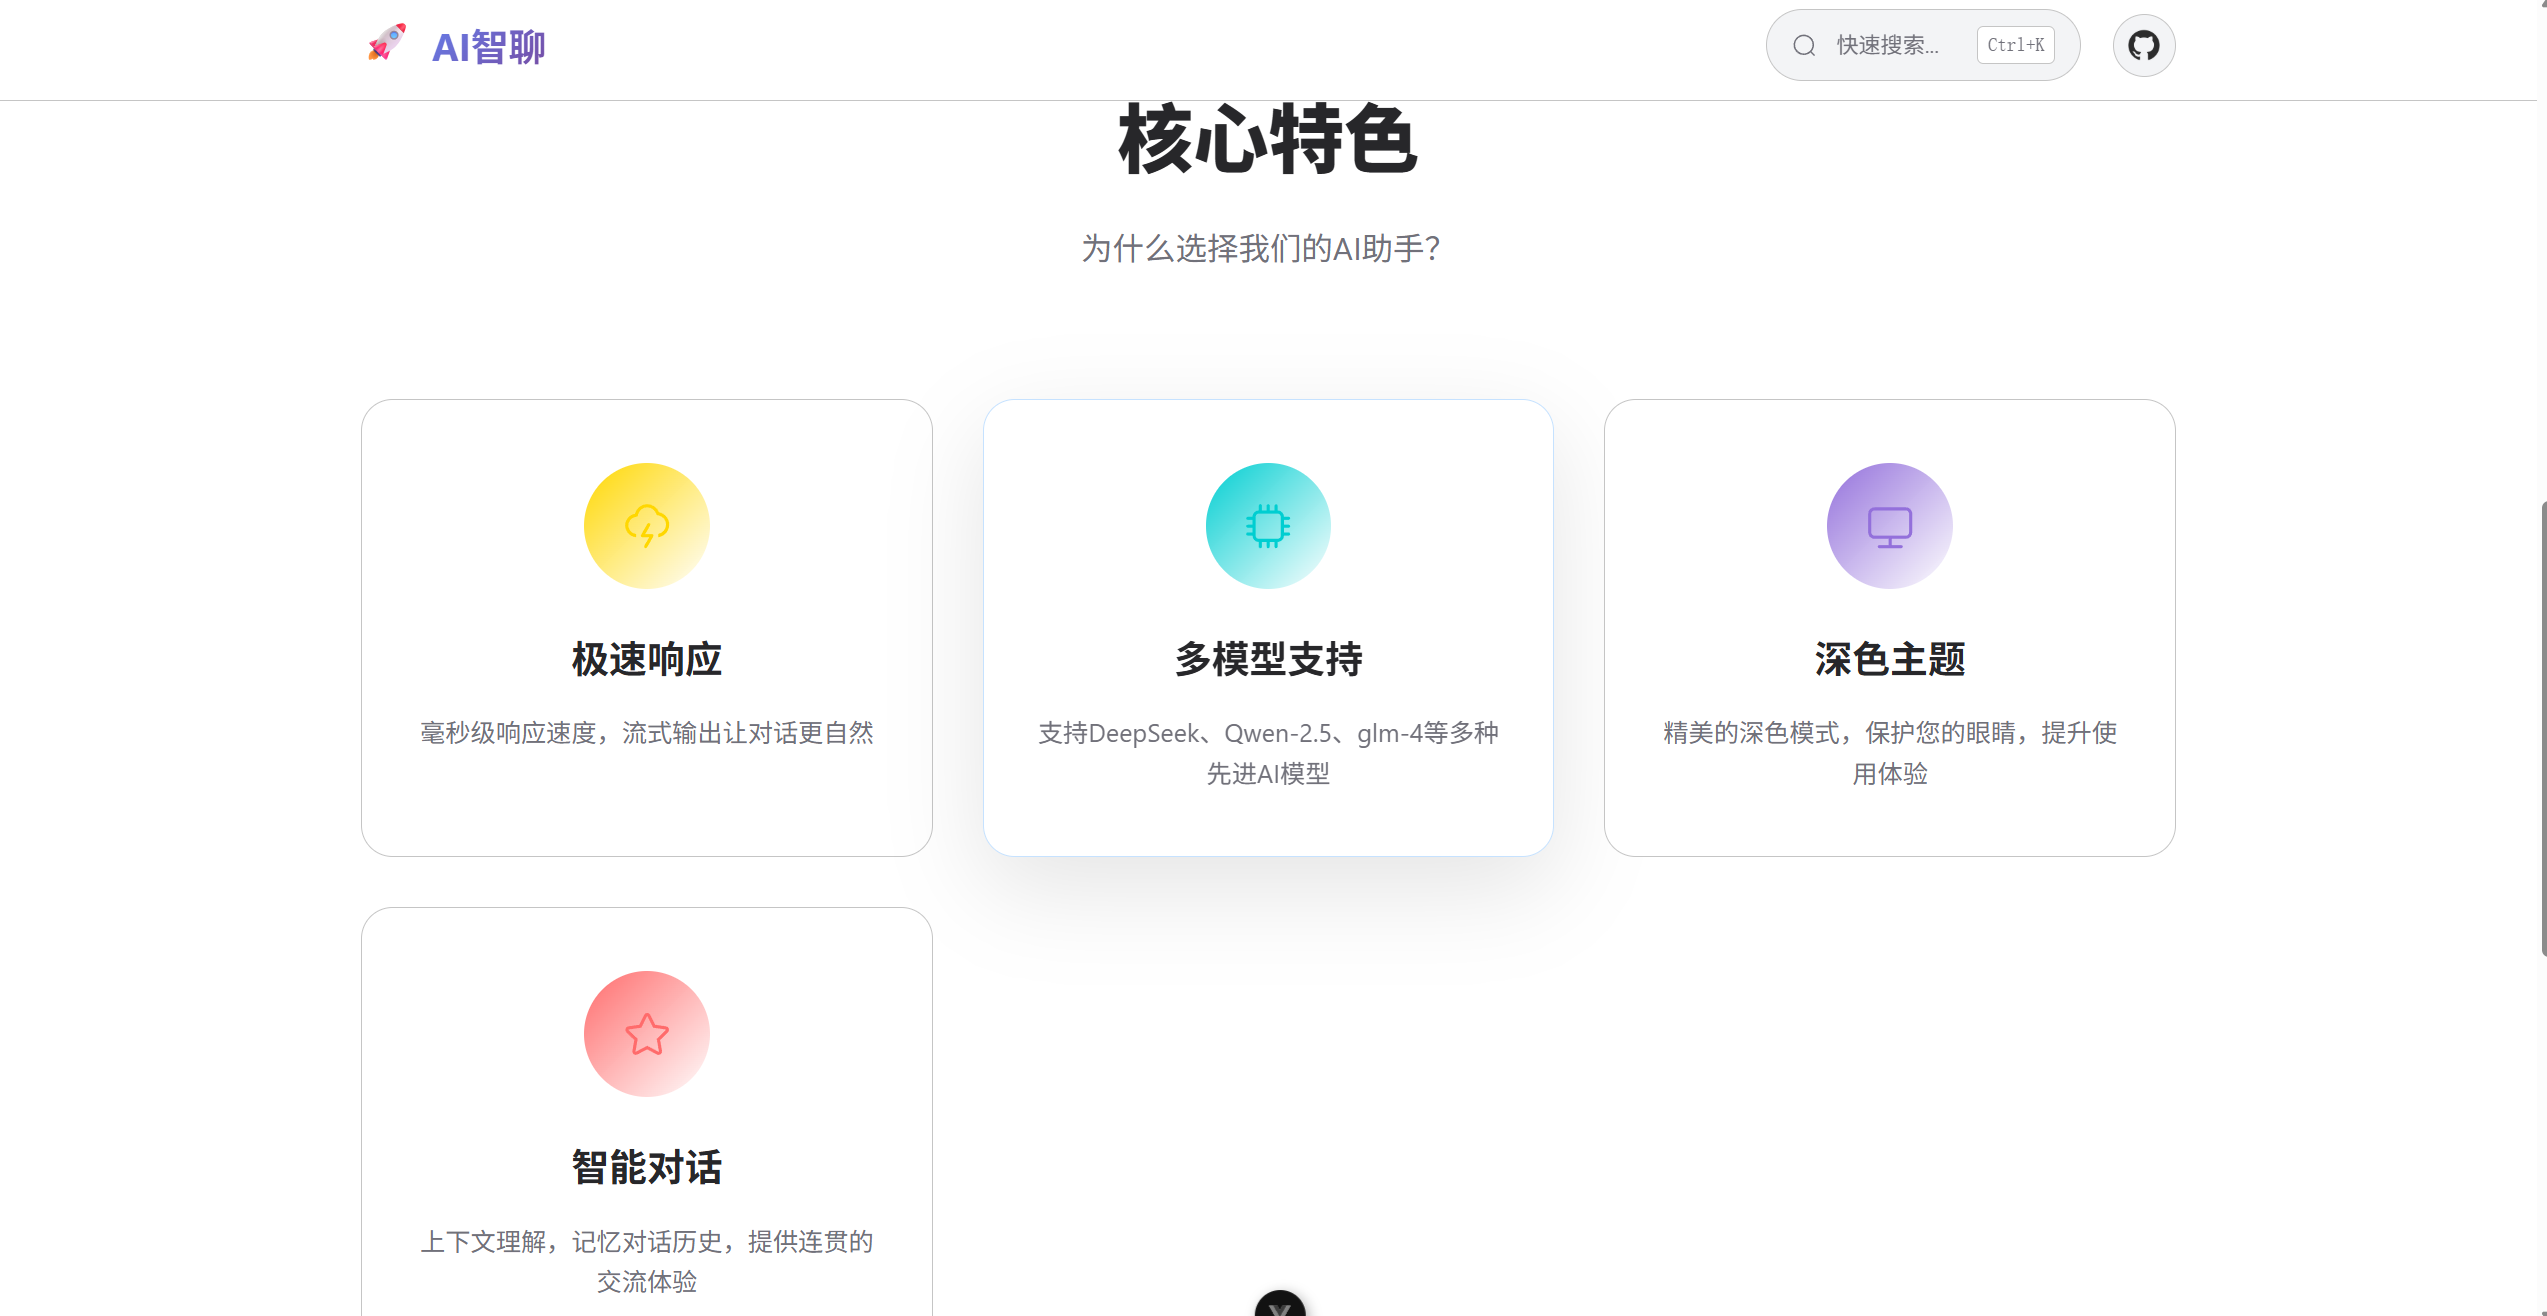 AI智聊
快速搜索...
Ctrl+K
核心特色
为什么选择我们的AI助手？
极速响应
毫秒级响应速度，流式输出让对话更自然
多模型支持
支持DeepSeek、Qwen-2.5、glm-4等多种
先进AI模型
深色主题
精美的深色模式，保护您的眼睛，提升使
用体验
智能对话
上下文理解，记忆对话历史，提供连贯的
交流体验